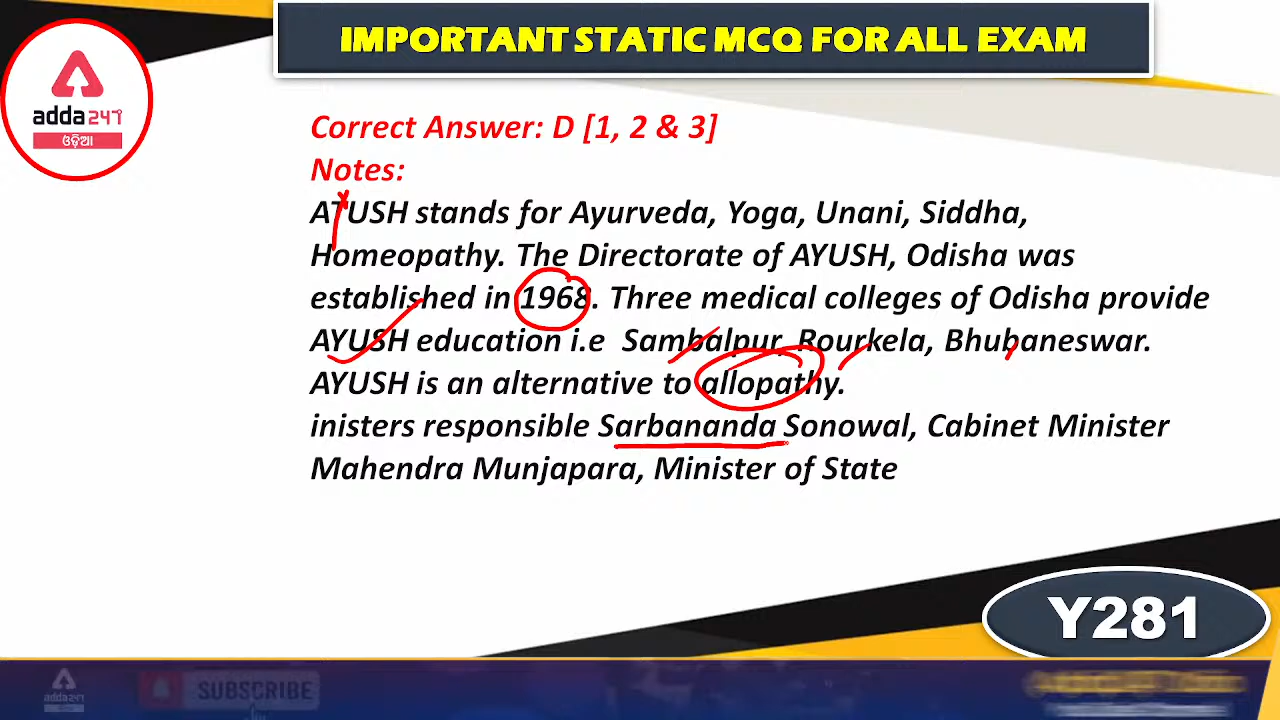 IMPORTANT STATIC MCQ FOR ALL EXAM
adda247
ଓଡ଼ିଆ
Correct Answer: D [1, 2 & 3]
Notes:
ATUSH stands for Ayurveda, Yoga, Unani, Siddha,
Homeopathy. The Directorate of AYUSH, Odisha was
established in 1968. Three medical colleges of Odisha provide
AYUSH education i.e Sambalpur, Rourkela, Bhubaneswar.
AYUSH is an alternative to allopathy.
inisters responsible Sarbananda Sonowal, Cabinet Minister
Mahendra Munjapara, Minister of State
Y281
adda247
SUBSCRIBE